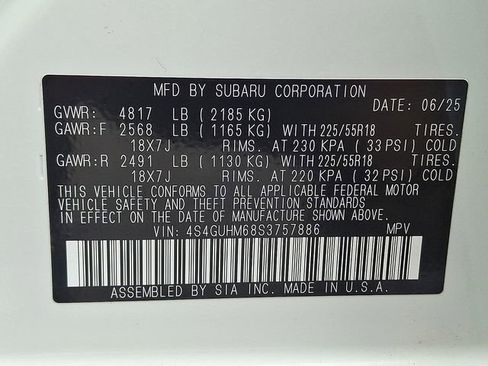 MFD BY SUBARU CORPORATION
GVWR: 4817 LB (2185 KG) DATE: 06/25
GAWR:F 2568 LB (1165 KG) WITH 225/55R18 TIRES.
18X7J RIMS AT 230 KPA (33 PSI) COLD
GAWR:R 2491 LB (1130 KG) WITH 225/55R18 TIRES.
18X7J RIMS AT 220 KPA (32 PSI) COLD
THIS VEHICLE CONFORMS TO ALL APPLICABLE FEDERAL MOTOR
VEHICLE SAFETY AND THEFT PREVENTION STANDARDS
IN EFFECT ON THE DATE OF MANUFACTURE SHOWN ABOVE.
VIN: 4S4GUHM68S3757886 MPV
ASSEMBLED BY SIA INC. MADE IN U.S.A.